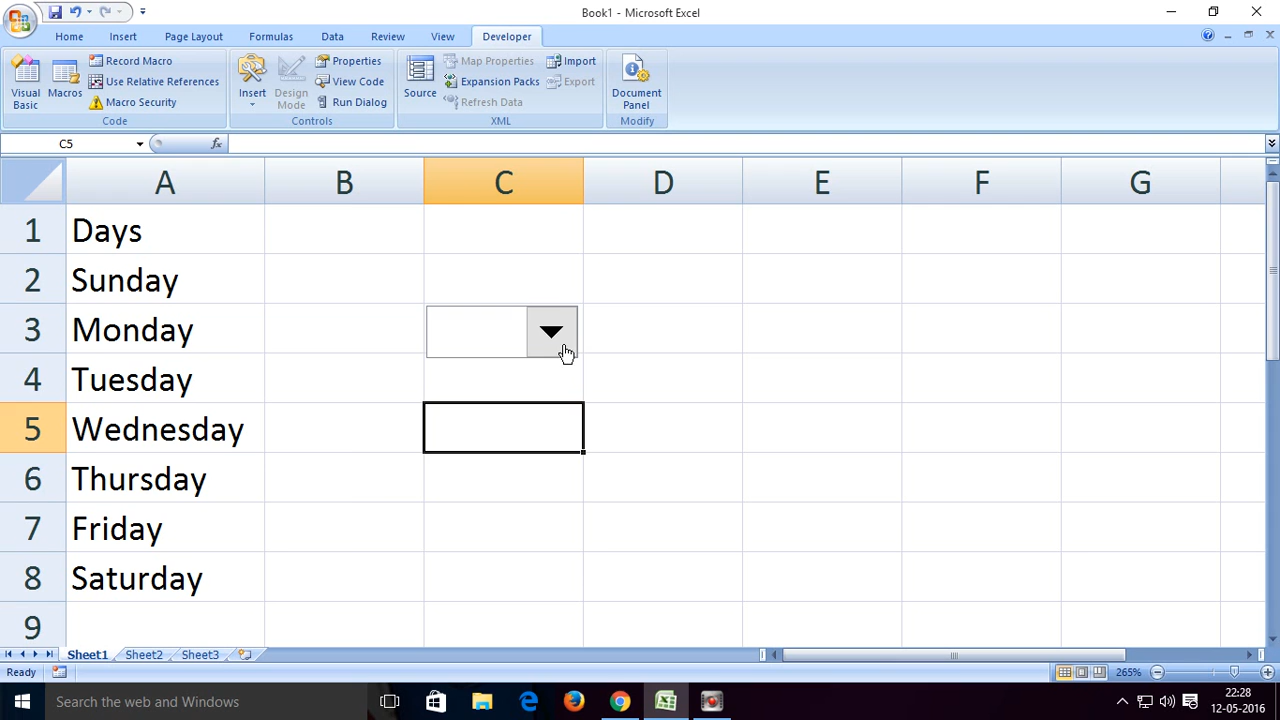 Book1 - Microsoft Excel
Home Insert Page Layout Formulas Data Review View Developer
Visual Basic
Macros
Record Macro
Use Relative References
Macro Security
Code
Insert
Design Mode
Properties
View Code
Run Dialog
Controls
Source
Map Properties
Expansion Packs
Refresh Data
Import
Export
XML
Document Panel
Modify
C5 fx
A B C D E F G
1 Days
2 Sunday
3 Monday
4 Tuesday
5 Wednesday
6 Thursday
7 Friday
8 Saturday
9
Sheet1 Sheet2 Sheet3
Ready 265%
Search the web and Windows
22:28
12-05-2016